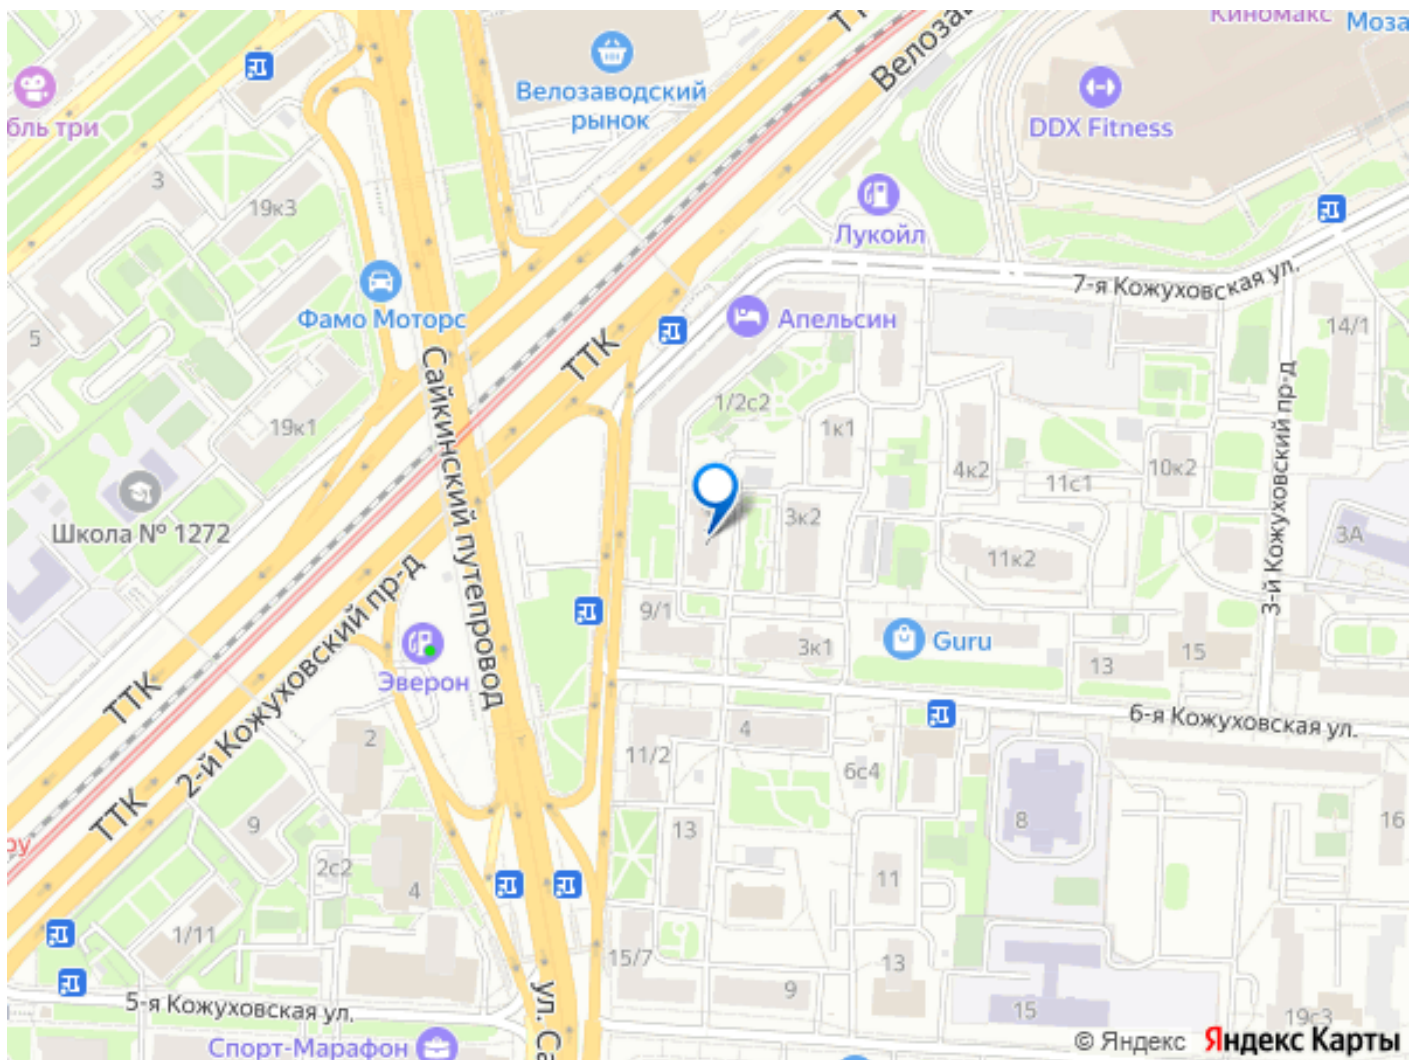 Киномакс
Моза
Велоза
Велозаводский
рынок
DDX Fitness
бль три
3
19к3
Лукойл
7-я Кожуховская ул.
Фамо Моторс
Апельсин
ТТК
14/1
5
Сайкинский путепровод
1/2с2
19к1
1к1
4к2
11с1
10к2
3-й Кожуховский пр-д
Школа № 1272
3к2
3А
11к2
2-й Кожуховский пр-д
9/1
Guru
3к1
13
15
Эверон
ТТК
6-я Кожуховская ул.
2
4
11/2
6с4
ТТК
9
13
8
16
ру
2с2
4
11
1/11
15/7
13
9
15
19с3
5-я Кожуховская ул.
ул. Са
Спорт-Марафон
© Яндекс Яндекс Карты